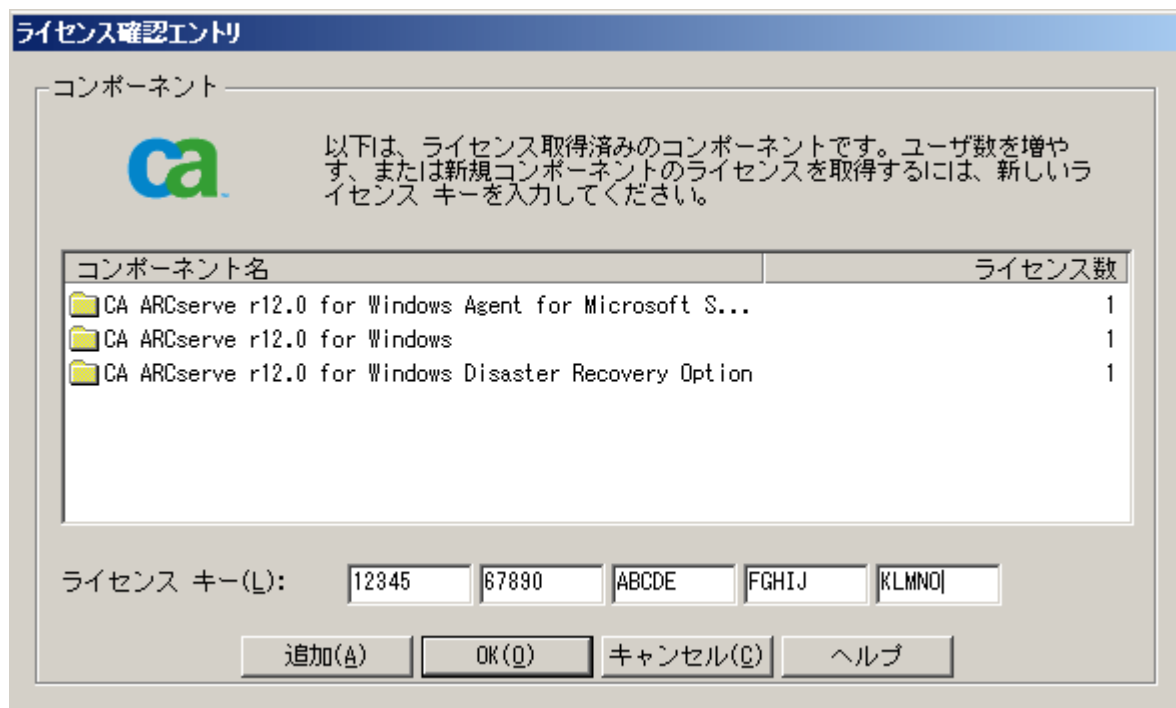 ライセンス確認エントリ
コンポーネント
ca
以下は、ライセンス取得済みのコンポーネントです。ユーザ数を増や
す、または新規コンポーネントのライセンスを取得するには、新しいラ
イセンス キーを入力してください。
コンポーネント名 ライセンス数
CA ARCserve r12.0 for Windows Agent for Microsoft S... 1
CA ARCserve r12.0 for Windows 1
CA ARCserve r12.0 for Windows Disaster Recovery Option 1
ライセンス キー(L): 12345 67890 ABCDE FGHIJ KLMNO
追加(A) OK(O) キャンセル(C) ヘルプ